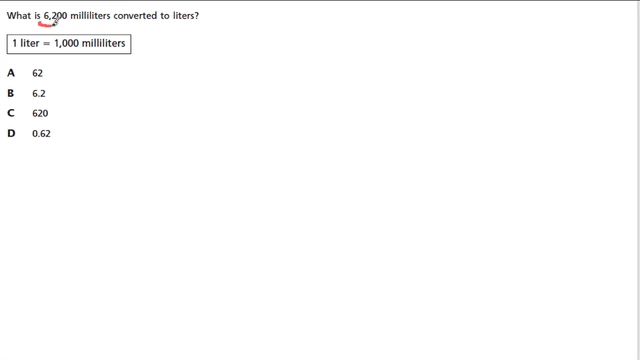 What is 6,200 milliliters converted to liters?
1 liter = 1,000 milliliters
A 62
B 6.2
C 620
D 0.62